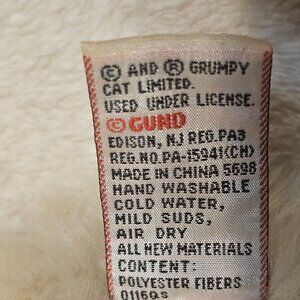 © AND ® GRUMPY
CAT LIMITED.
USED UNDER LICENSE.
© GUND
EDISON, NJ REG.PA3
REG.NO.PA-15941(CN)
MADE IN CHINA 5698
HAND WASHABLE
COLD WATER,
MILD SUDS,
AIR DRY
ALL NEW MATERIALS
CONTENT:
POLYESTER FIBERS